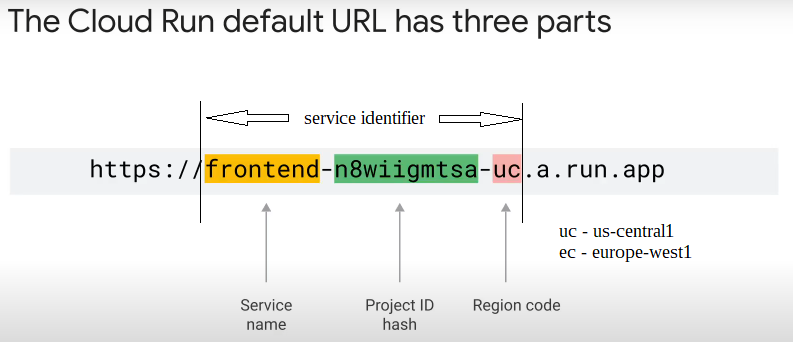 The Cloud Run default URL has three parts
service identifier
https://frontend-n8wiigmtsa-uc.a.run.app
uc - us-central1
ec - europe-west1
Service name
Project ID hash
Region code